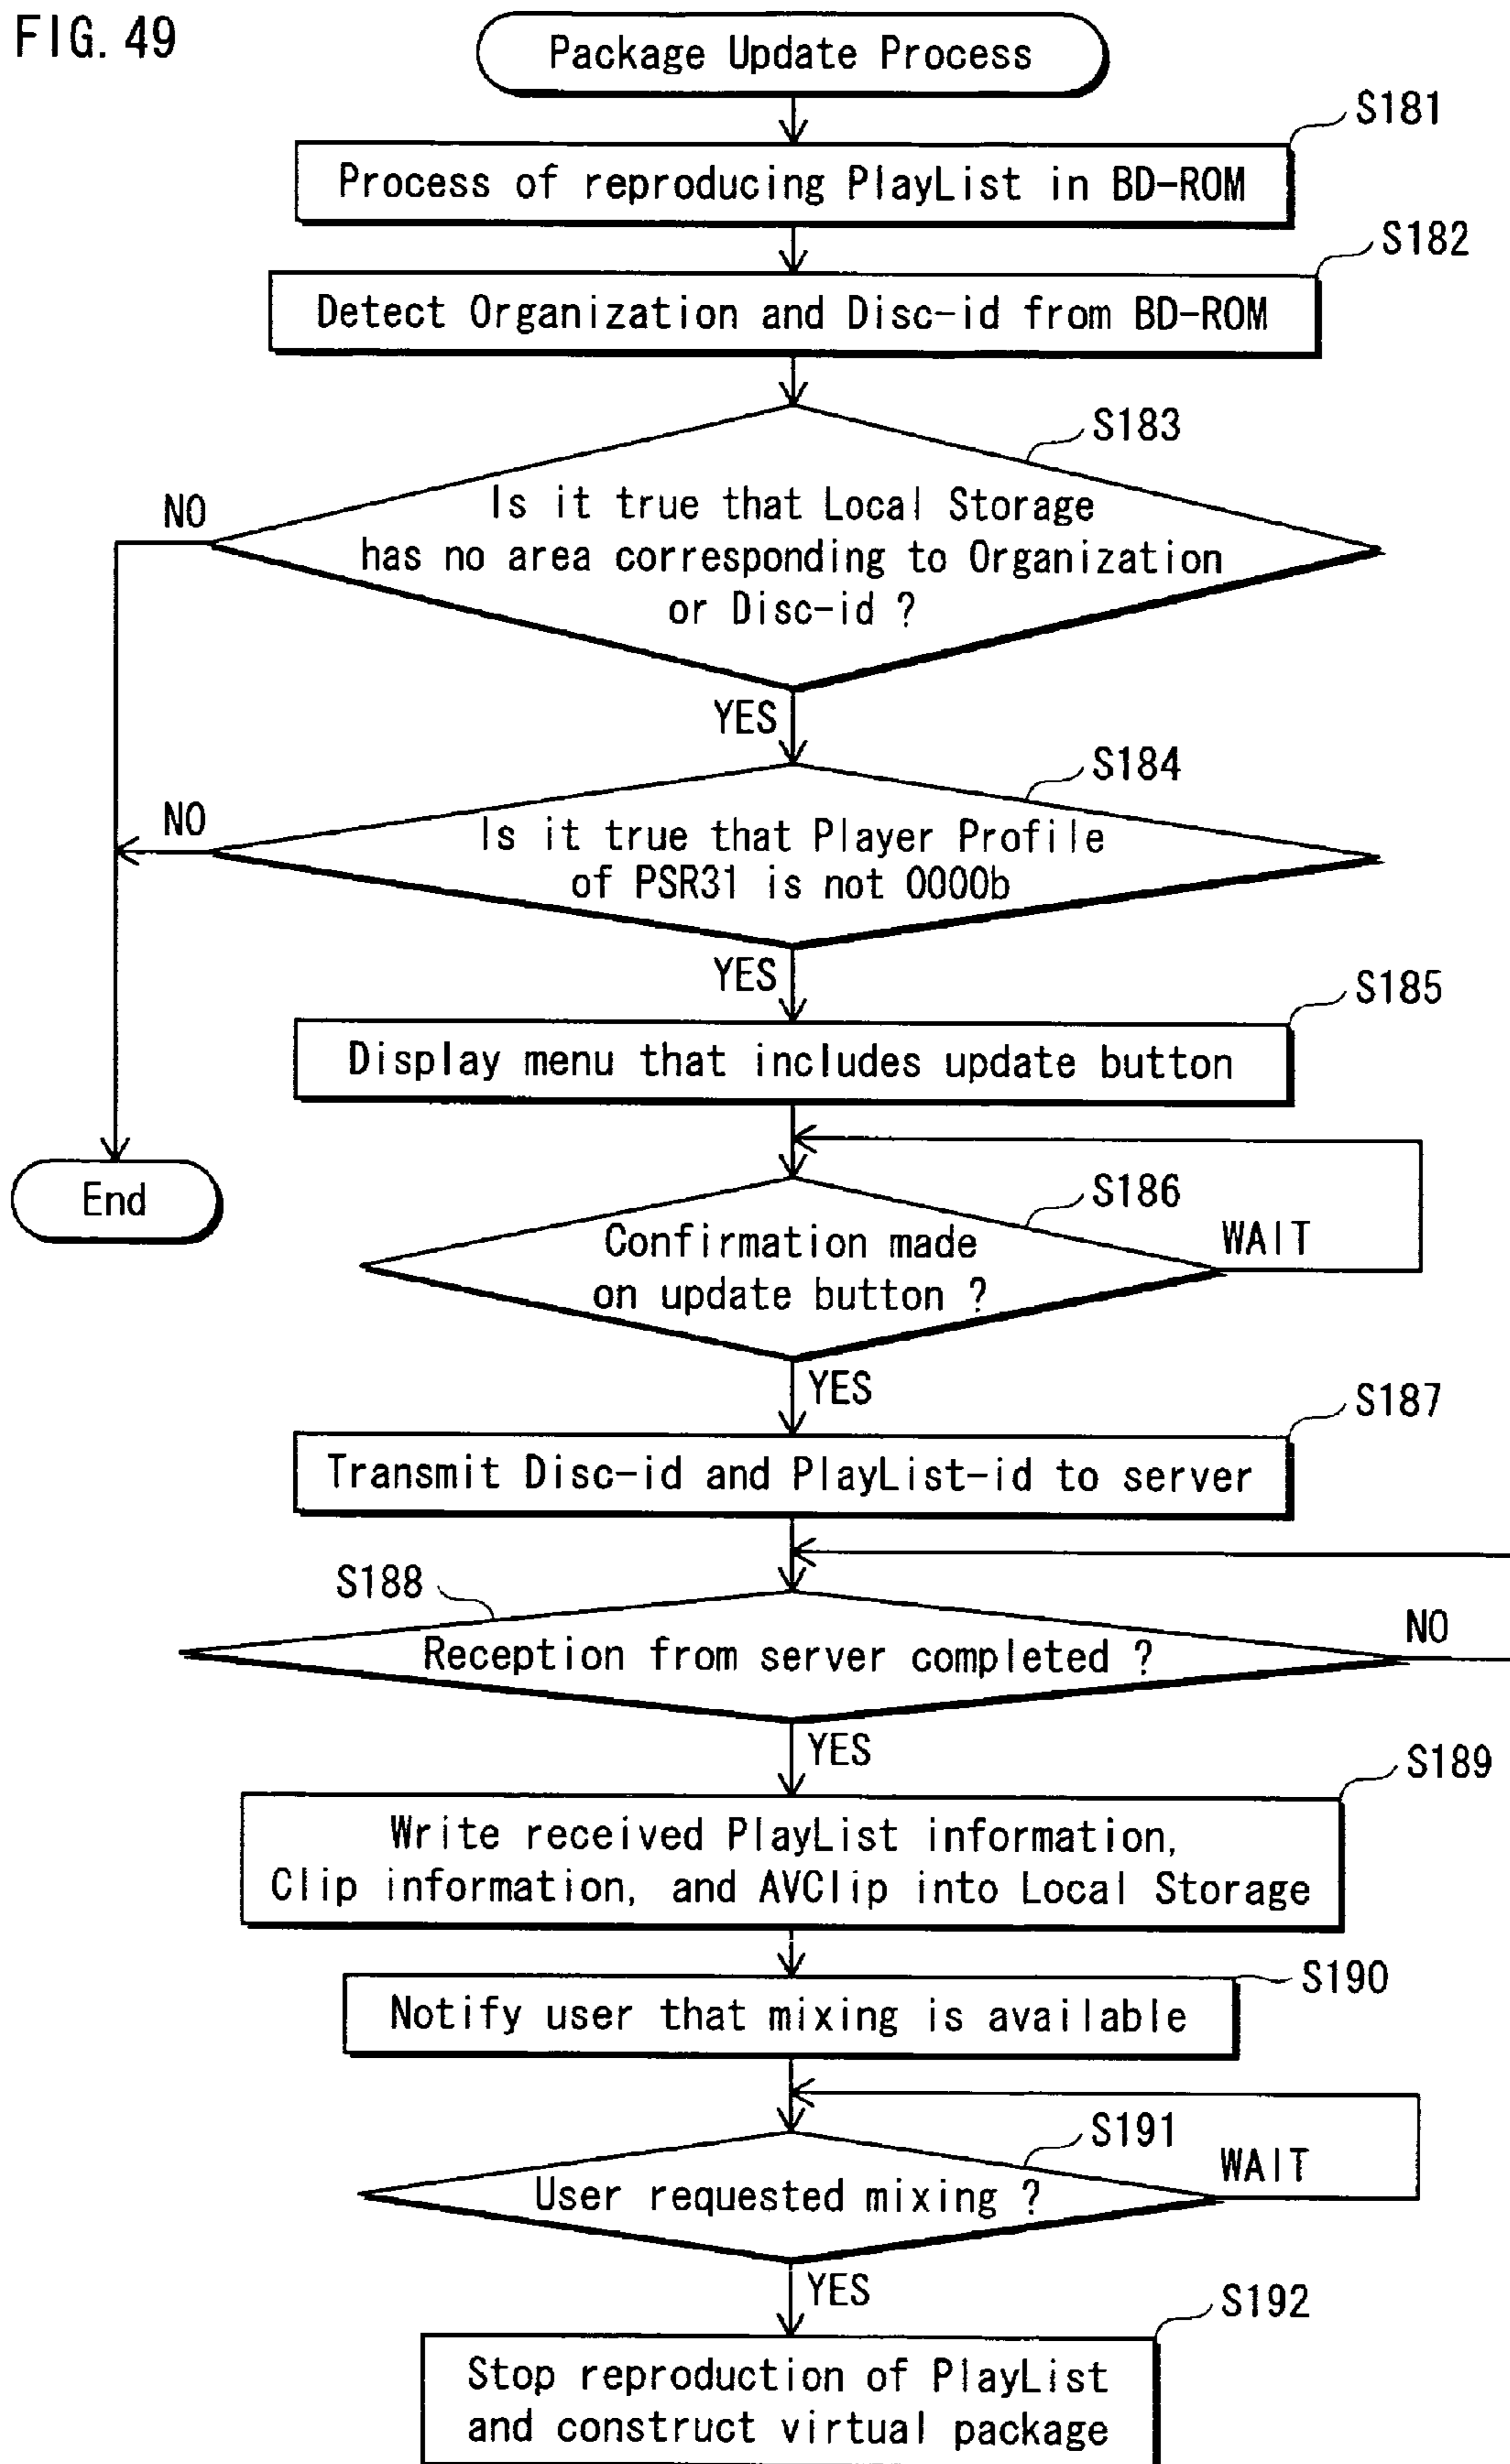 FIG. 49
Package Update Process
S181
Process of reproducing PlayList in BD-ROM
S182
Detect Organization and Disc-id from BD-ROM
S183
NO
Is it true that Local Storage
has no area corresponding to Organization
or Disc-id ?
YES
S184
NO
Is it true that Player Profile
of PSR31 is not 0000b
YES
S185
Display menu that includes update button
End
S186
WAIT
Confirmation made
on update button ?
YES
S187
Transmit Disc-id and PlayList-id to server
S188
NO
Reception from server completed ?
YES
S189
Write received PlayList information,
Clip information, and AVClip into Local Storage
S190
Notify user that mixing is available
S191
WAIT
User requested mixing ?
YES
S192
Stop reproduction of PlayList
and construct virtual package